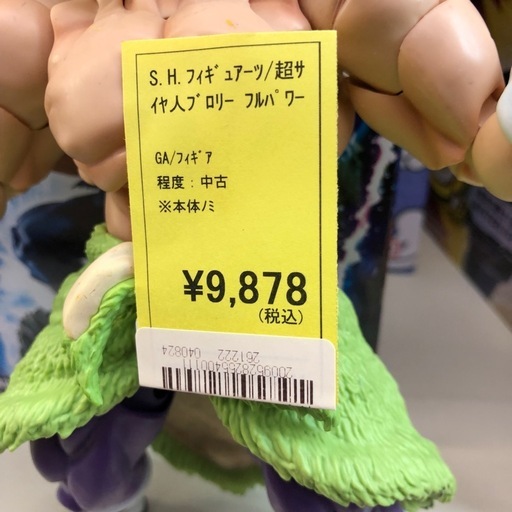 S.H.ﾌｨｷﾞｭｱｰﾂ/超ｻ
ｲﾔ人ﾌﾞﾛﾘｰ ﾌﾙﾊﾟﾜｰ
GA/ﾌｨｷﾞｱ
程度：中古
※本体ﾉﾐ
¥9,878
(税込)
200962826640011
261222 040824